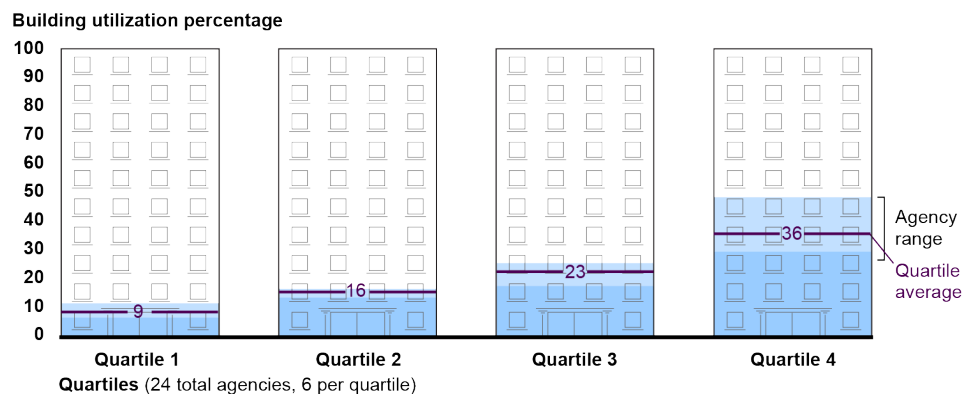 Building utilization percentage
100
90
80
70
60
50
40
30
20
10
0
9
16
23
36
Agency
range
Quartile
average
Quartile 1
Quartile 2
Quartile 3
Quartile 4
Quartiles (24 total agencies, 6 per quartile)